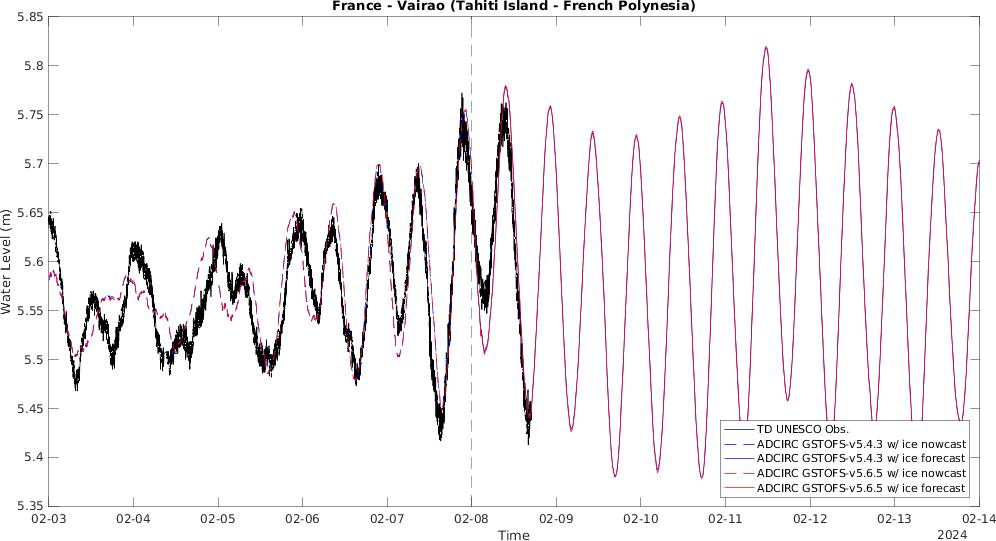 France - Vairao (Tahiti Island - French Polynesia)
5.85
5.8
5.75
5.7
5.65
5.6
5.55
5.5
5.45
5.4
5.35
Water Level (m)
TD UNESCO Obs.
ADCIRC GSTOFS-v5.4.3 w/ ice nowcast
ADCIRC GSTOFS-v5.4.3 w/ ice forecast
ADCIRC GSTOFS-v5.6.5 w/ ice nowcast
ADCIRC GSTOFS-v5.6.5 w/ ice forecast
02-03 02-04 02-05 02-06 02-07 02-08 02-09 02-10 02-11 02-12 02-13 02-14
Time
2024